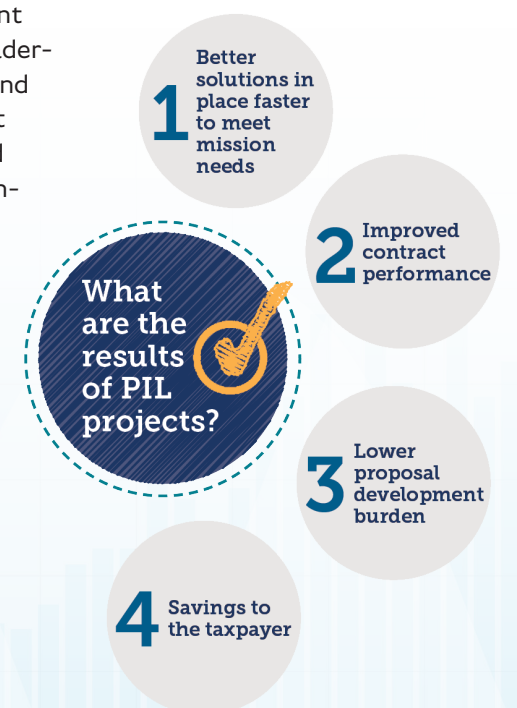 What
are the
results
of PIL
projects?
1
Better
solutions in
place faster
to meet
mission
needs
2
Improved
contract
performance
3
Lower
proposal
development
burden
4
Savings to
the taxpayer